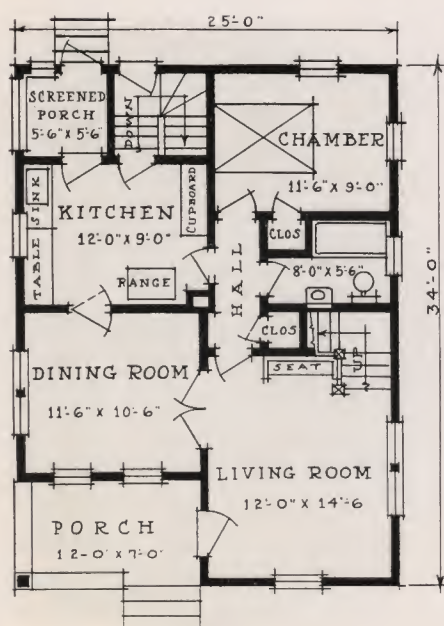 25'-0"
SCREENED
PORCH
5'-6" X 5'-6"
DOWN
CHAMBER
11'-6" X 9'-0"
SINK
TABLE
KITCHEN
12'-0" X 9'-0"
CUPBOARD
RANGE
HALL
CLOS
8'-0" X 5'-6"
CLOS
34'-0"
DINING ROOM
11'-6" X 10'-6"
SEAT
UP
LIVING ROOM
12'-0" X 14'-6
PORCH
12'-0" X 7'-0"